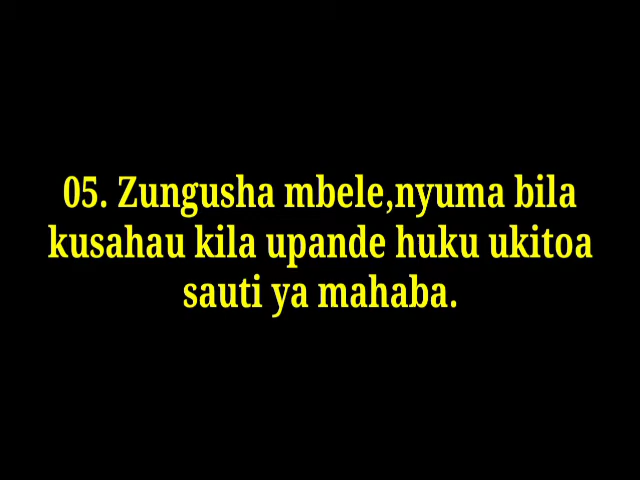 05. Zungusha mbele,nyuma bila
kusahau kila upande huku ukitoa
sauti ya mahaba.